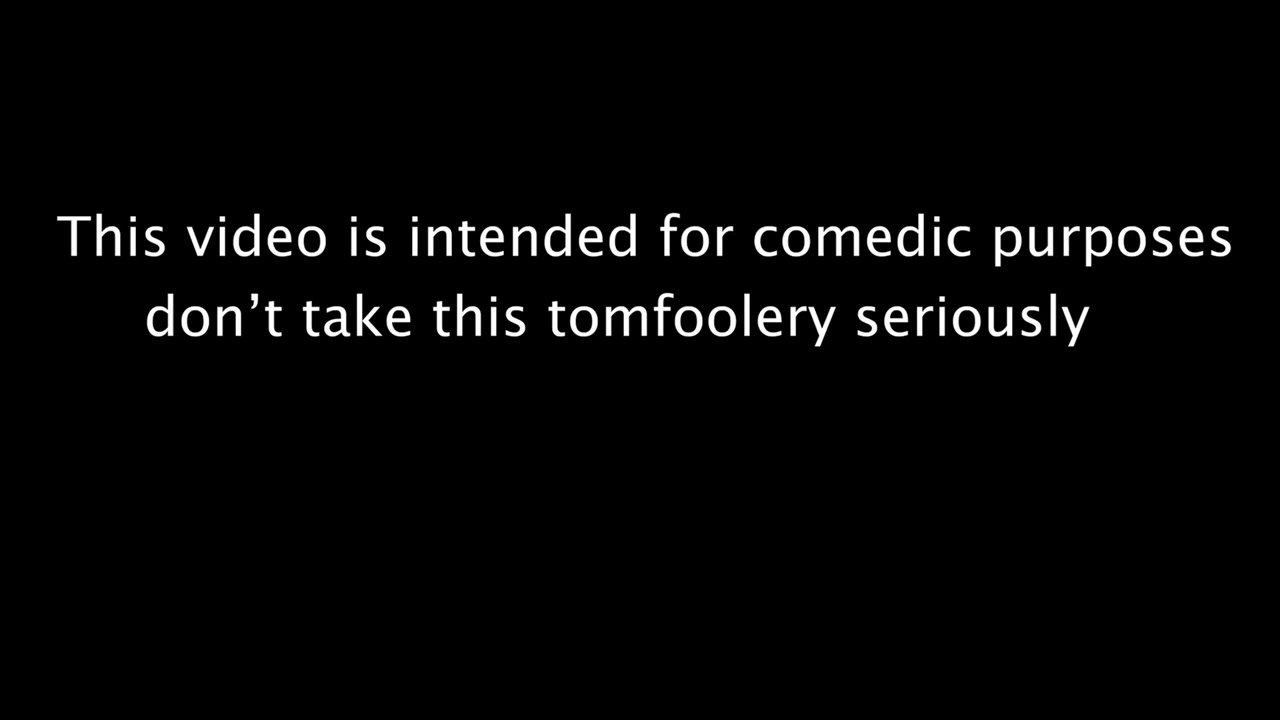 This video is intended for comedic purposes
don’t take this tomfoolery seriously